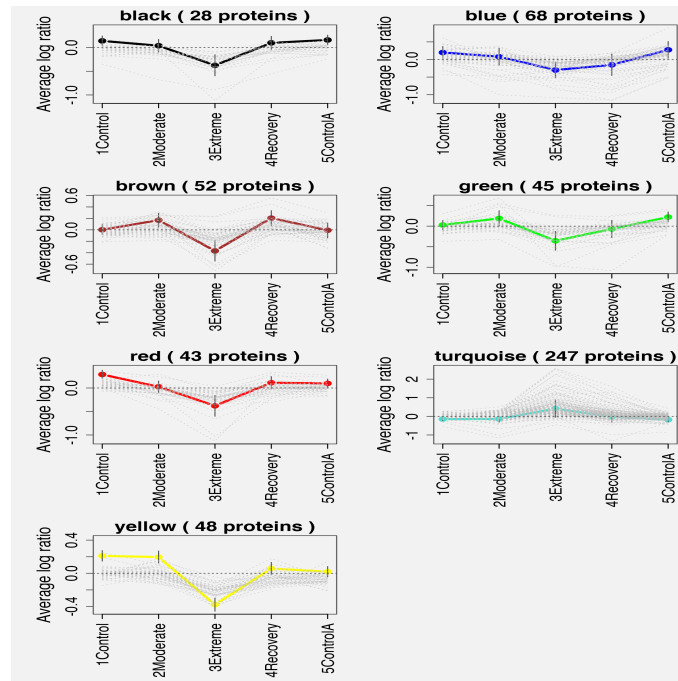 black ( 28 proteins )
Average log ratio
0.0
-1.0
1Control
2Moderate
3Extreme
4Recovery
5ControlA
blue ( 68 proteins )
Average log ratio
0.0
-1.0
1Control
2Moderate
3Extreme
4Recovery
5ControlA
brown ( 52 proteins )
Average log ratio
0.6
0.0
-0.6
1Control
2Moderate
3Extreme
4Recovery
5ControlA
green ( 45 proteins )
Average log ratio
0.0
-1.0
1Control
2Moderate
3Extreme
4Recovery
5ControlA
red ( 43 proteins )
Average log ratio
0.0
-1.0
1Control
2Moderate
3Extreme
4Recovery
5ControlA
turquoise ( 247 proteins )
Average log ratio
2
1
0
-1
1Control
2Moderate
3Extreme
4Recovery
5ControlA
yellow ( 48 proteins )
Average log ratio
0.4
0.0
-0.4
1Control
2Moderate
3Extreme
4Recovery
5ControlA